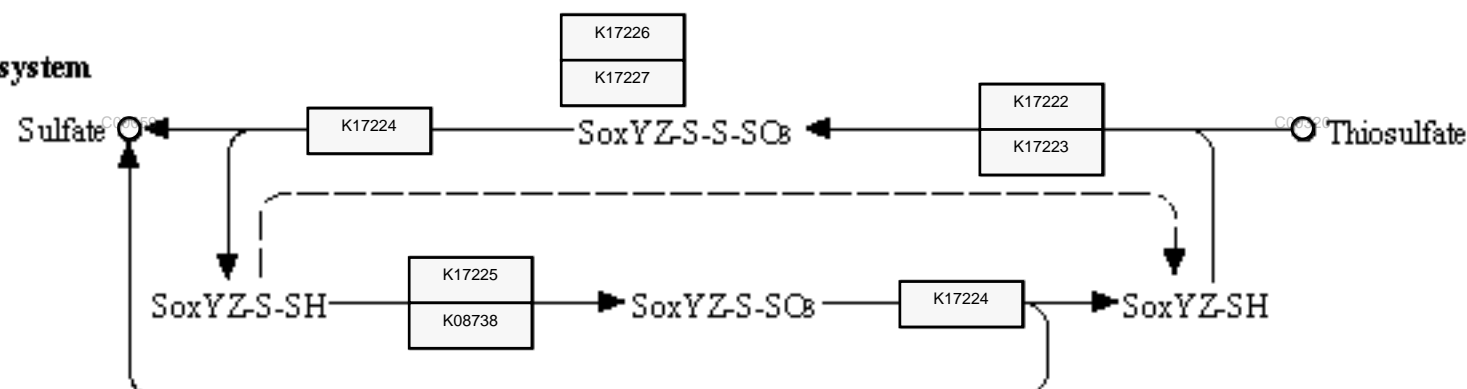 K17226
system
K17227
K17222
Sulfate
K17224
SoxYZ-S-S-SO3
K17223
Thiosulfate
K17225
SoxYZ-S-SH
SoxYZ-S-SO3
K17224
SoxYZ-SH
K08738